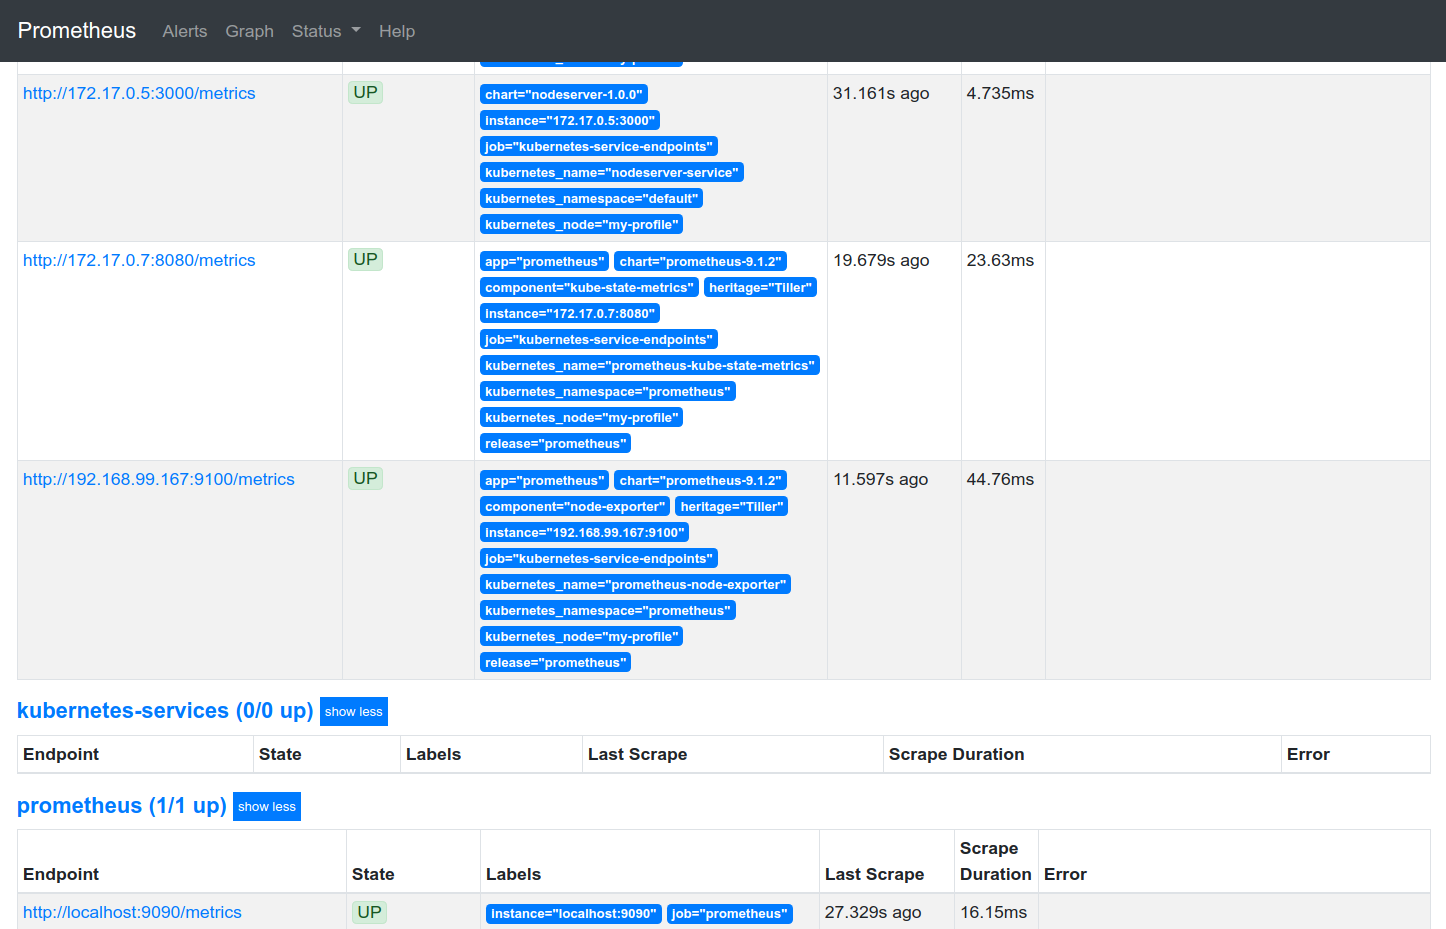 Prometheus Alerts Graph Status Help
http://172.17.0.5:3000/metrics UP chart="nodeserver-1.0.0" 31.161s ago 4.735ms
instance="172.17.0.5:3000"
job="kubernetes-service-endpoints"
kubernetes_name="nodeserver-service"
kubernetes_namespace="default"
kubernetes_node="my-profile"
http://172.17.0.7:8080/metrics UP app="prometheus" chart="prometheus-9.1.2" 19.679s ago 23.63ms
component="kube-state-metrics" heritage="Tiller"
instance="172.17.0.7:8080"
job="kubernetes-service-endpoints"
kubernetes_name="prometheus-kube-state-metrics"
kubernetes_namespace="prometheus"
kubernetes_node="my-profile"
release="prometheus"
http://192.168.99.167:9100/metrics UP app="prometheus" chart="prometheus-9.1.2" 11.597s ago 44.76ms
component="node-exporter" heritage="Tiller"
instance="192.168.99.167:9100"
job="kubernetes-service-endpoints"
kubernetes_name="prometheus-node-exporter"
kubernetes_namespace="prometheus"
kubernetes_node="my-profile"
release="prometheus"
kubernetes-services (0/0 up) show less
Endpoint State Labels Last Scrape Scrape Duration Error
prometheus (1/1 up) show less
Endpoint State Labels Last Scrape Scrape Duration Error
http://localhost:9090/metrics UP instance="localhost:9090" job="prometheus" 27.329s ago 16.15ms